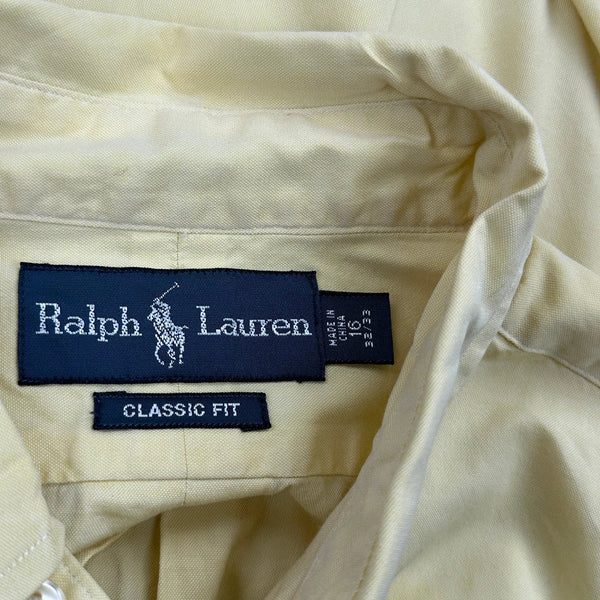 Ralph Lauren
MADE IN
CHINA
16
32/33
CLASSIC FIT